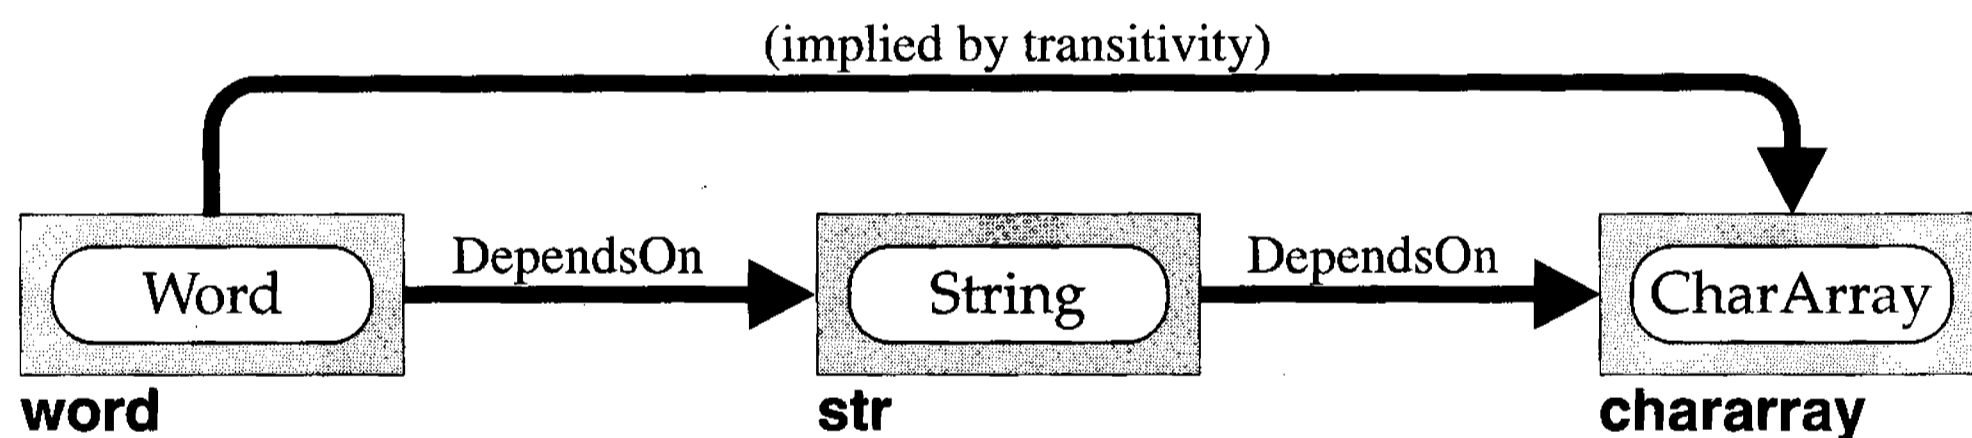 (implied by transitivity)
DependsOn
DependsOn
Word
String
CharArray
word
str
chararray